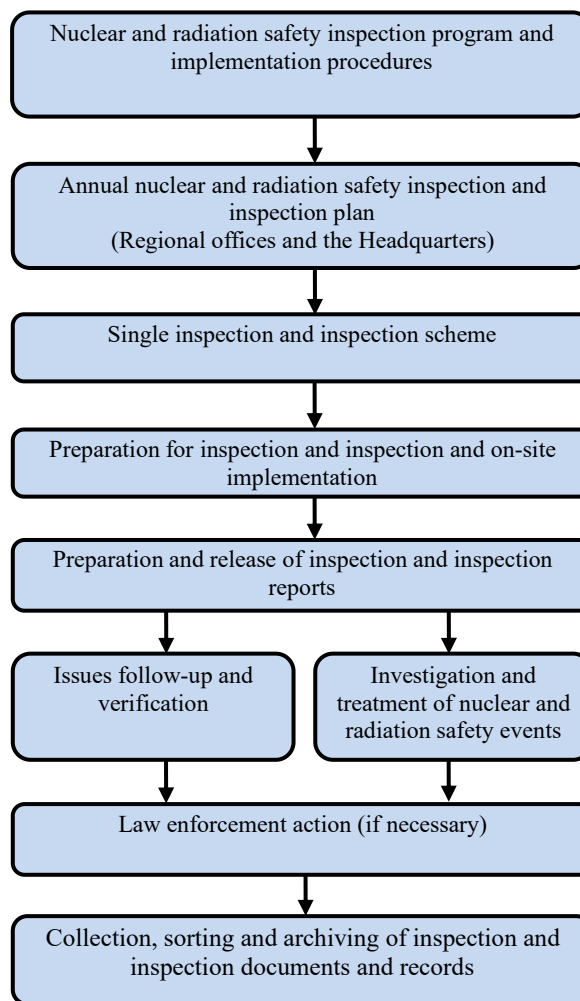 Nuclear and radiation safety inspection program and
implementation procedures
Annual nuclear and radiation safety inspection and
inspection plan
(Regional offices and the Headquarters)
Single inspection and inspection scheme
Preparation for inspection and inspection and on-site
implementation
Preparation and release of inspection and inspection
reports
Issues follow-up and
verification
Investigation and
treatment of nuclear and
radiation safety events
Law enforcement action (if necessary)
Collection, sorting and archiving of inspection and
inspection documents and records